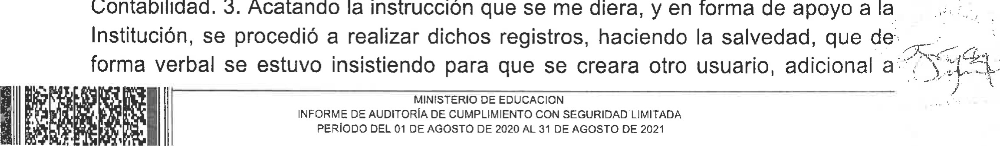 Contabilidad. 3. Acatando la instrucción que se me diera, y en forma de apoyo a la
Institución, se procedió a realizar dichos registros, haciendo la salvedad, que de
forma verbal se estuvo insistiendo para que se creara otro usuario, adicional a
MINISTERIO DE EDUCACION
INFORME DE AUDITORÍA DE CUMPLIMIENTO CON SEGURIDAD LIMITADA
PERÍODO DEL 01 DE AGOSTO DE 2020 AL 31 DE AGOSTO DE 2021